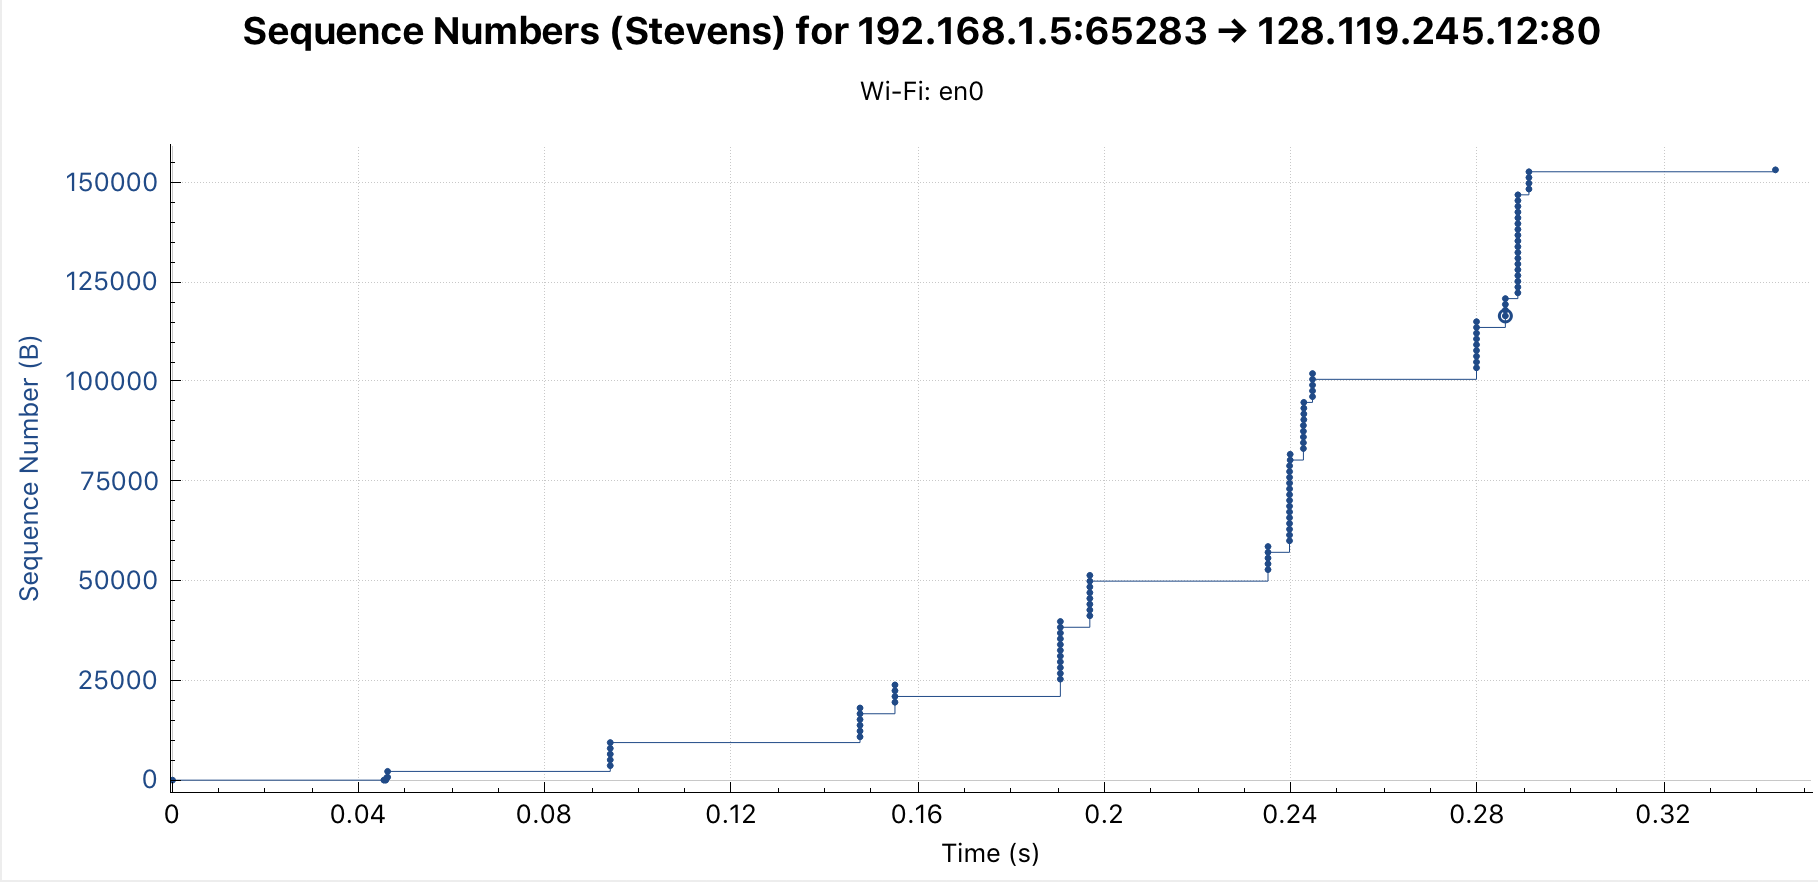 Sequence Numbers (Stevens) for 192.168.1.5:65283 → 128.119.245.12:80
Wi-Fi: en0
Sequence Number (B)
150000
125000
100000
75000
50000
25000
0
0 0.04 0.08 0.12 0.16 0.2 0.24 0.28 0.32
Time (s)